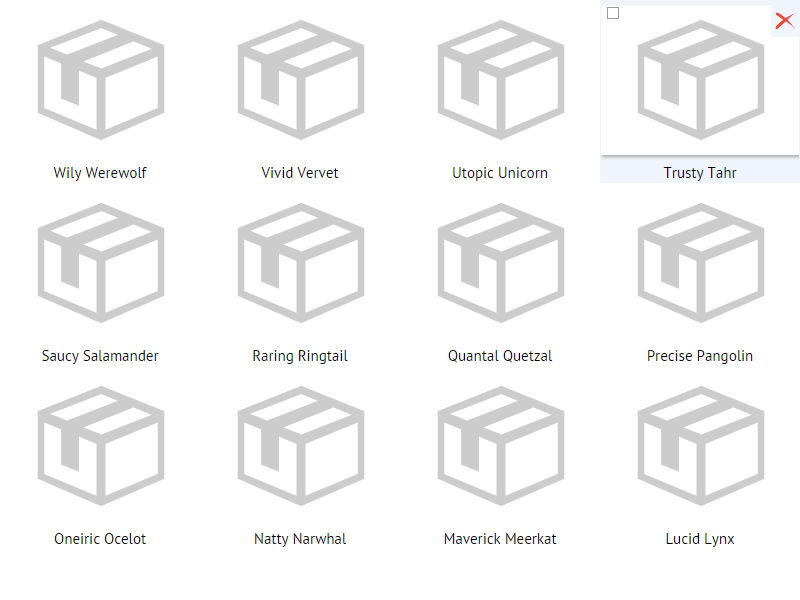 Wily Werewolf
Vivid Vervet
Utopic Unicorn
Trusty Tahr
Saucy Salamander
Raring Ringtail
Quantal Quetzal
Precise Pangolin
Oneiric Ocelot
Natty Narwhal
Maverick Meerkat
Lucid Lynx